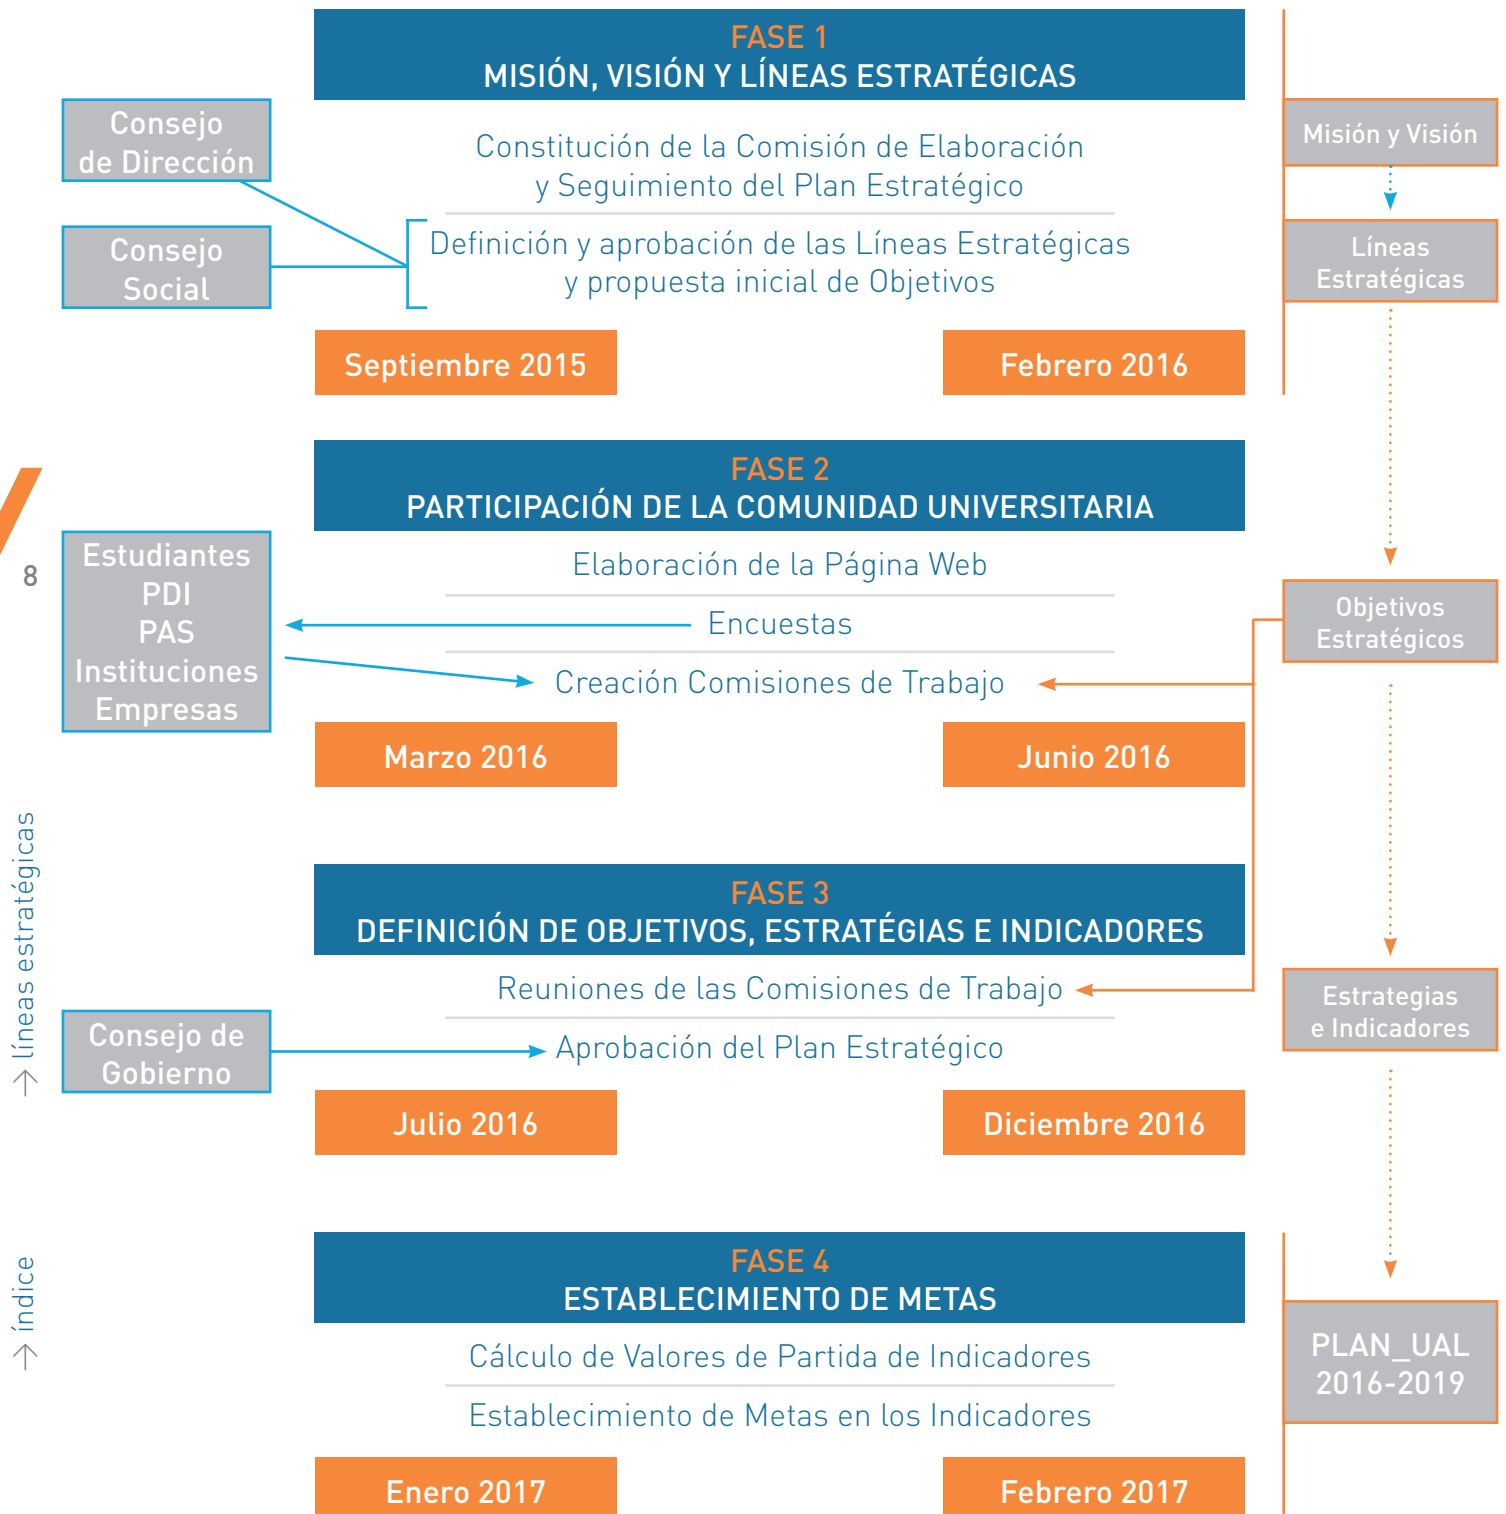 FASE 1
MISIÓN, VISIÓN Y LÍNEAS ESTRATÉGICAS
Consejo
de Dirección
Constitución de la Comisión de Elaboración
y Seguimiento del Plan Estratégico
Misión y Visión
Consejo
Social
Definición y aprobación de las Líneas Estratégicas
y propuesta inicial de Objetivos
Líneas
Estratégicas
Septiembre 2015
Febrero 2016
FASE 2
PARTICIPACIÓN DE LA COMUNIDAD UNIVERSITARIA
8
Estudiantes
PDI
PAS
Instituciones
Empresas
Elaboración de la Página Web
Encuestas
Creación Comisiones de Trabajo
Objetivos
Estratégicos
Marzo 2016
Junio 2016
→ líneas estratégicas
FASE 3
DEFINICIÓN DE OBJETIVOS, ESTRATÉGIAS E INDICADORES
Reuniones de las Comisiones de Trabajo
Estrategias
e Indicadores
Consejo de
Gobierno
Aprobación del Plan Estratégico
Julio 2016
Diciembre 2016
→ índice
FASE 4
ESTABLECIMIENTO DE METAS
Cálculo de Valores de Partida de Indicadores
Establecimiento de Metas en los Indicadores
PLAN_UAL
2016-2019
Enero 2017
Febrero 2017